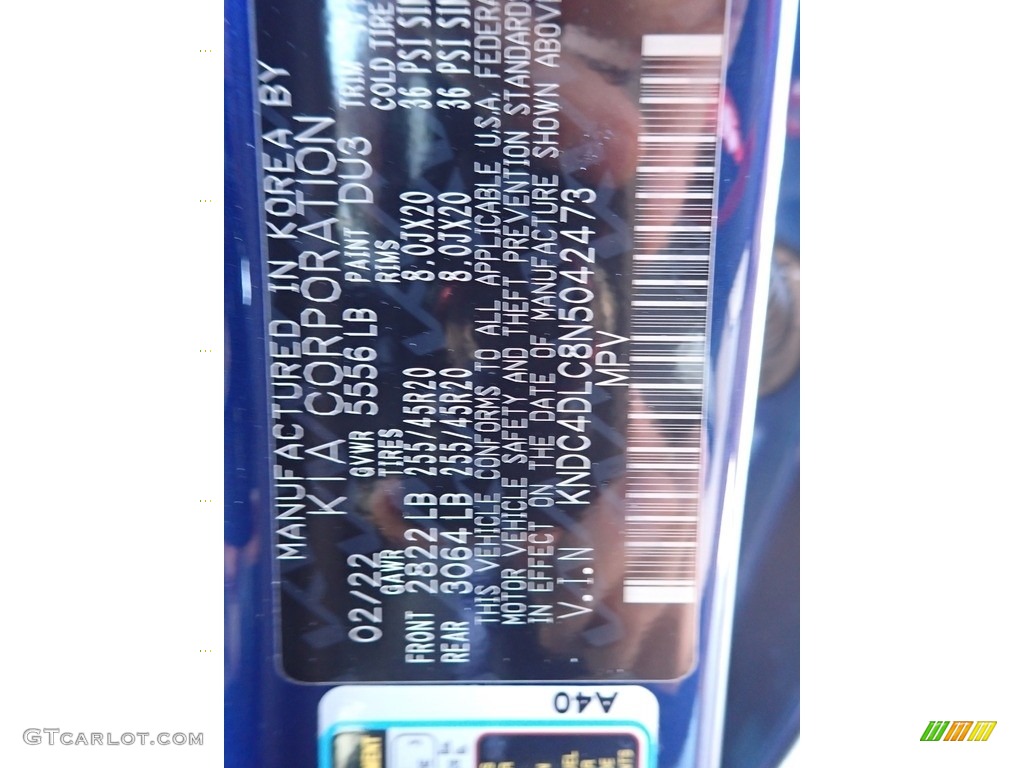 MANUFACTURED IN KOREA BY
KIA CORPORATION
02/22 GVWR 5556 LB PAINT DU3 TRIM
GAWR TIRES RIMS COLD TIRE
FRONT 2822 LB 255/45R20 8.0JX20 36 PSI
REAR 3064 LB 255/45R20 8.0JX20 36 PSI
THIS VEHICLE CONFORMS TO ALL APPLICABLE U.S.A. FEDERAL
MOTOR VEHICLE SAFETY AND THEFT PREVENTION STANDARDS
IN EFFECT ON THE DATE OF MANUFACTURE SHOWN ABOVE
V.I.N KNDC4DLC8N5042473
MPV
A40
GTCARLOT.COM